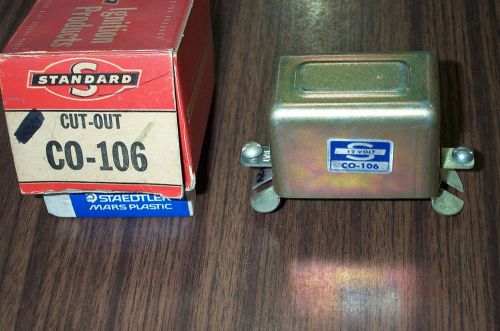 Ignition
Products
S
STANDARD
CUT-OUT
CO-106
STAEDTLER
MARS PLASTIC
S
12 VOLT
CO-106